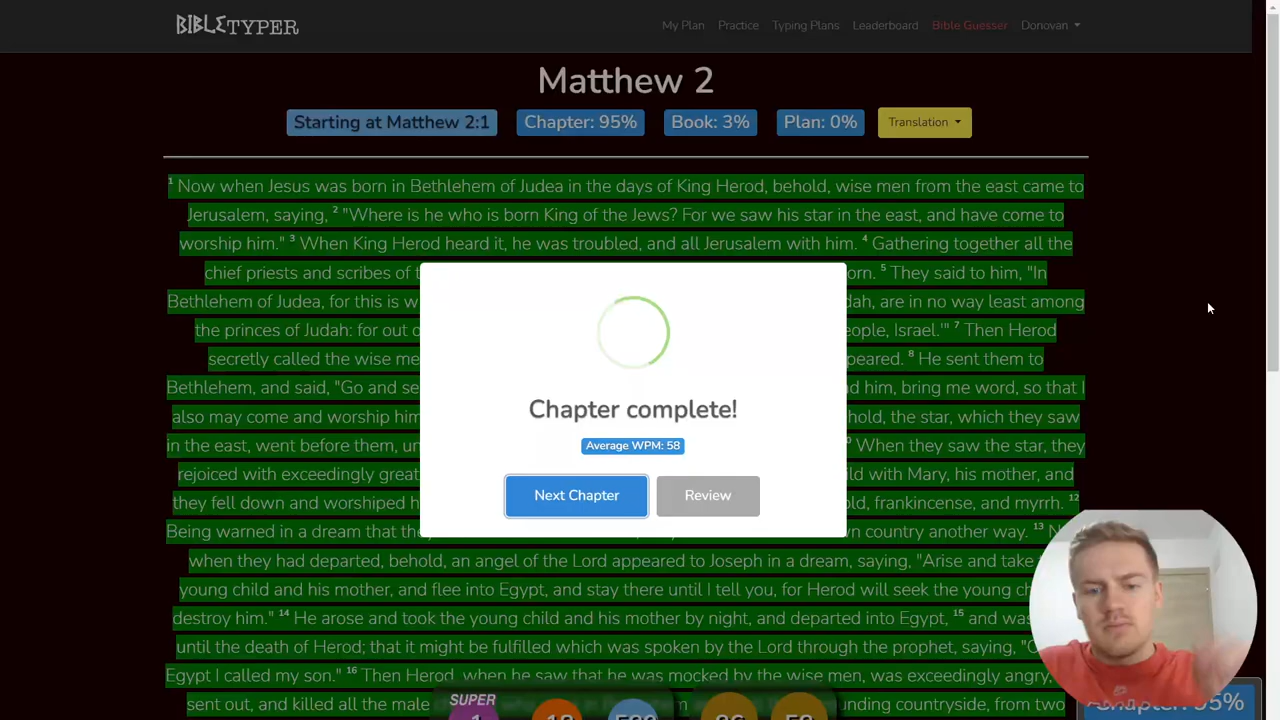 BIBLETYPER
My Plan Practice Typing Plans Leaderboard Bible Guesser Donovan
Matthew 2
Starting at Matthew 2:1 Chapter: 95% Book: 3% Plan: 0% Translation
1 Now when Jesus was born in Bethlehem of Judea in the days of King Herod, behold, wise men from the east came to
Jerusalem, saying, 2 "Where is he who is born King of the Jews? For we saw his star in the east, and have come to
worship him." 3 When King Herod heard it, he was troubled, and all Jerusalem with him. 4 Gathering together all the
chief priests and scribes of orn. 5 They said to him, "In
Bethlehem of Judea, for this is w dah, are in no way least among
the princes of Judah: for out o eople, Israel.'" 7 Then Herod
secretly called the wise me peared. 8 He sent them to
Bethlehem, and said, "Go and se nd him, bring me word, so that I
also may come and worship him hold, the star, which they saw
in the east, went before them, un When they saw the star, they
rejoiced with exceedingly great ild with Mary, his mother, and
they fell down and worshiped h old, frankincense, and myrrh. 12
Being warned in a dream that the wn country another way. 13
when they had departed, behold, an angel of the Lord appeared to Joseph in a dream, saying, "Arise and take
young child and his mother, and flee into Egypt, and stay there until I tell you, for Herod will seek the young ch
destroy him." 14 He arose and took the young child and his mother by night, and departed into Egypt, 15 and was
until the death of Herod; that it might be fulfilled which was spoken by the Lord through the prophet, saying, "O
Egypt I called my son." 16 Then Herod, when he saw that he was mocked by the wise men, was exceedingly angry,
sent out, and killed all the male unding countryside, from two
Chapter complete!
Average WPM: 58
Next Chapter Review
SUPER
Chapter: 95%